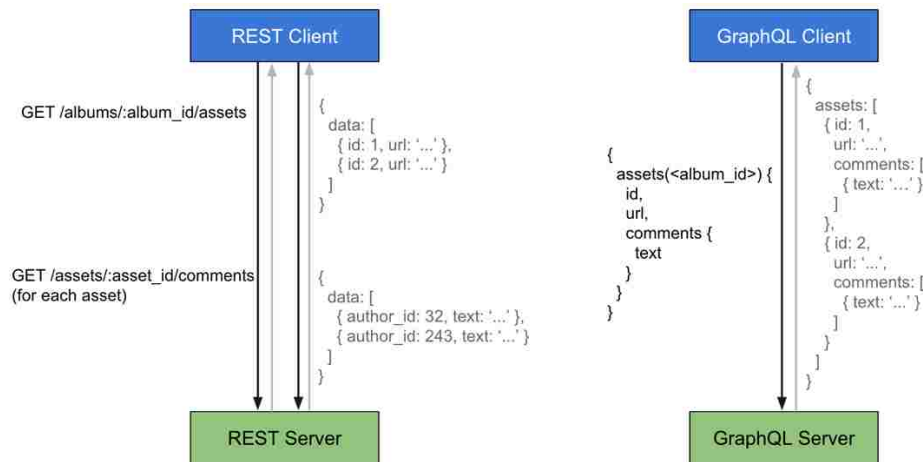 REST Client
GET /albums/:album_id/assets
{
data: [
{ id: 1, url: ‘...’ },
{ id: 2, url: ‘...’ }
]
}
GET /assets/:asset_id/comments
(for each asset)
{
data: [
{ author_id: 32, text: ‘...’ },
{ author_id: 243, text: ‘...’ }
]
}
REST Server
GraphQL Client
{
assets(<album_id>) {
id,
url,
comments {
text
}
}
}
{
assets: [
{ id: 1,
url: ‘...’,
comments: [
{ text: ‘...’ }
]
},
{ id: 2,
url: ‘...’,
comments: [
{ text: ‘...’ }
]
}
]
}
GraphQL Server